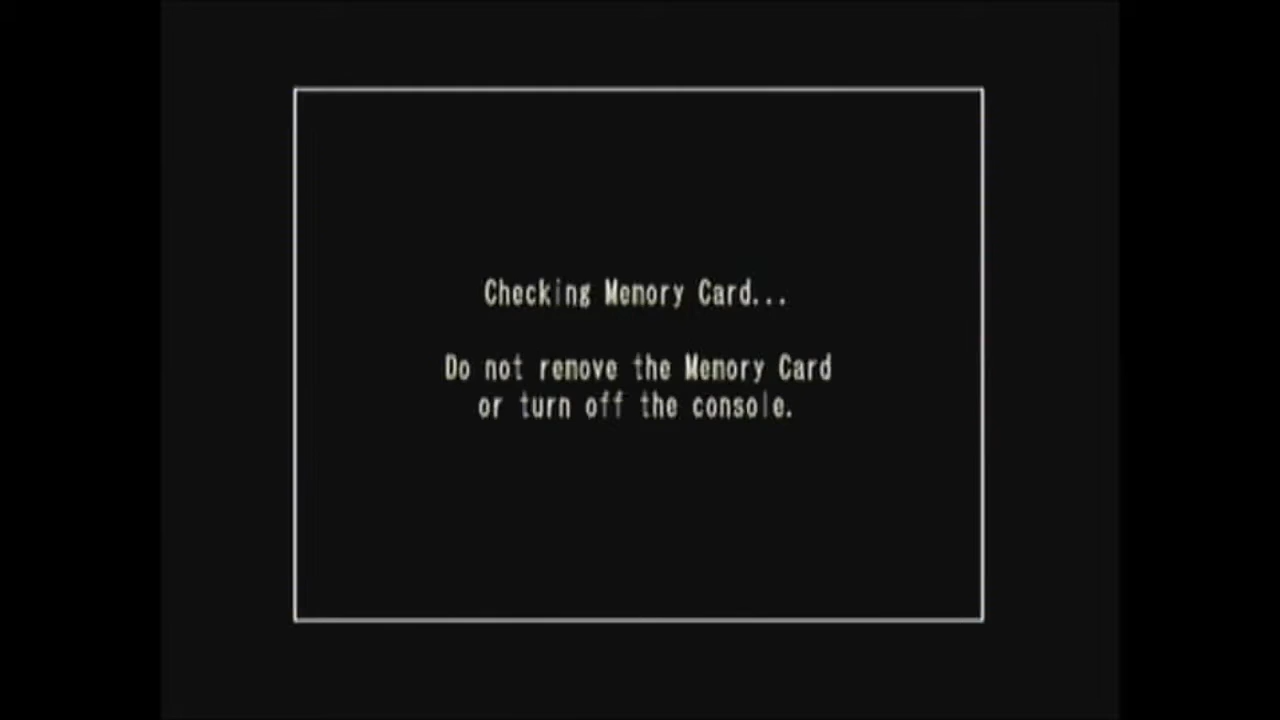 Checking Memory Card...
Do not remove the Memory Card
or turn off the console.